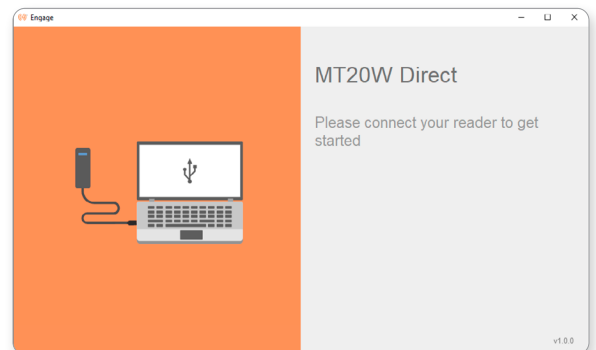 Engage
MT20W Direct
Please connect your reader to get
started
v1.0.0